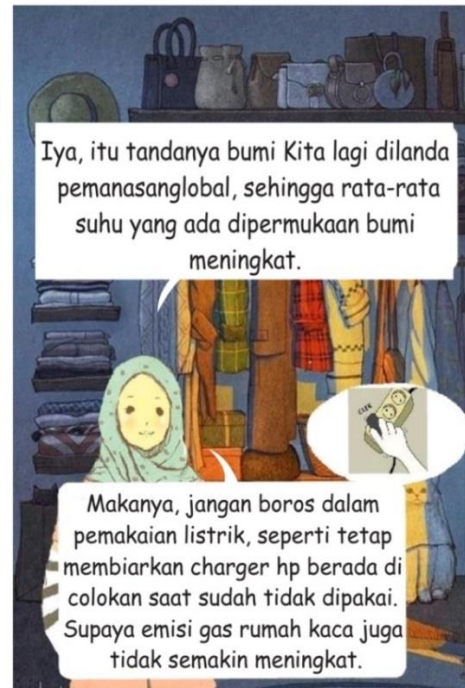 Iya, itu tandanya bumi Kita lagi dilanda
pemanasanglobal, sehingga rata-rata
suhu yang ada dipermukaan bumi
meningkat.
Makanya, jangan boros dalam
pemakaian listrik, seperti tetap
membiarkan charger hp berada di
colokan saat sudah tidak dipakai.
Supaya emisi gas rumah kaca juga
tidak semakin meningkat.